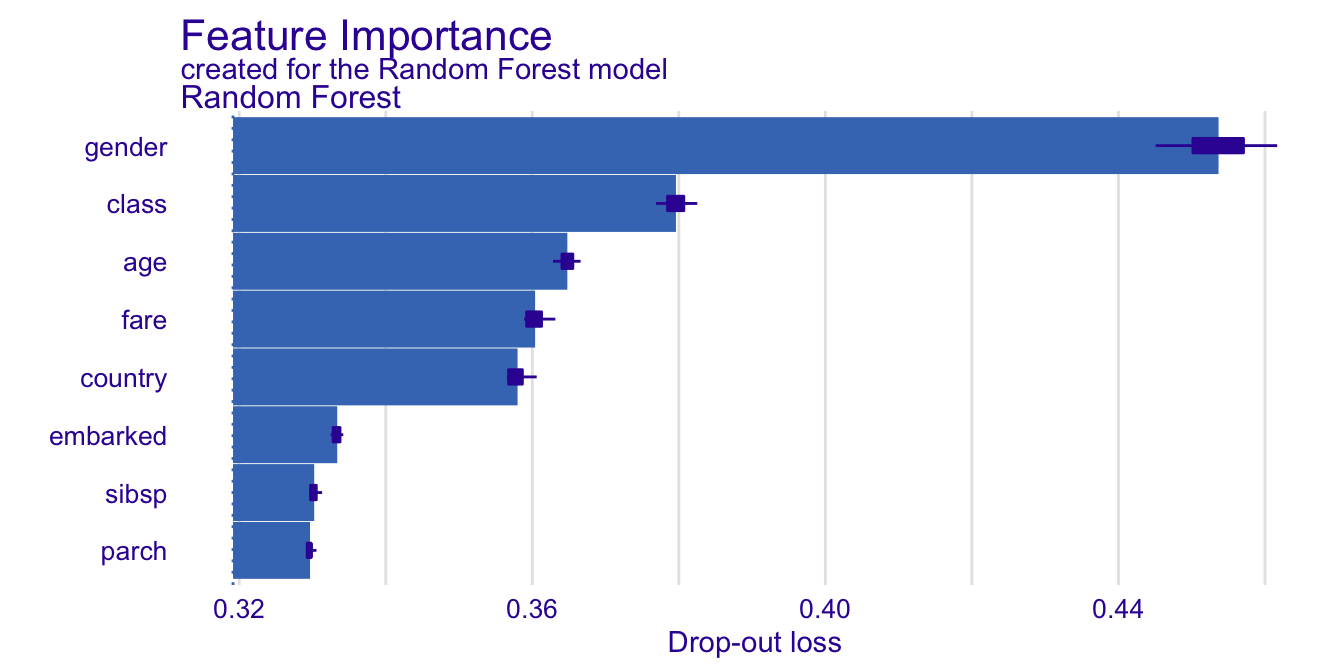 Feature Importance
created for the Random Forest model
Random Forest
gender
class
age
fare
country
embarked
sibsp
parch
0.32 0.36 0.40 0.44
Drop-out loss